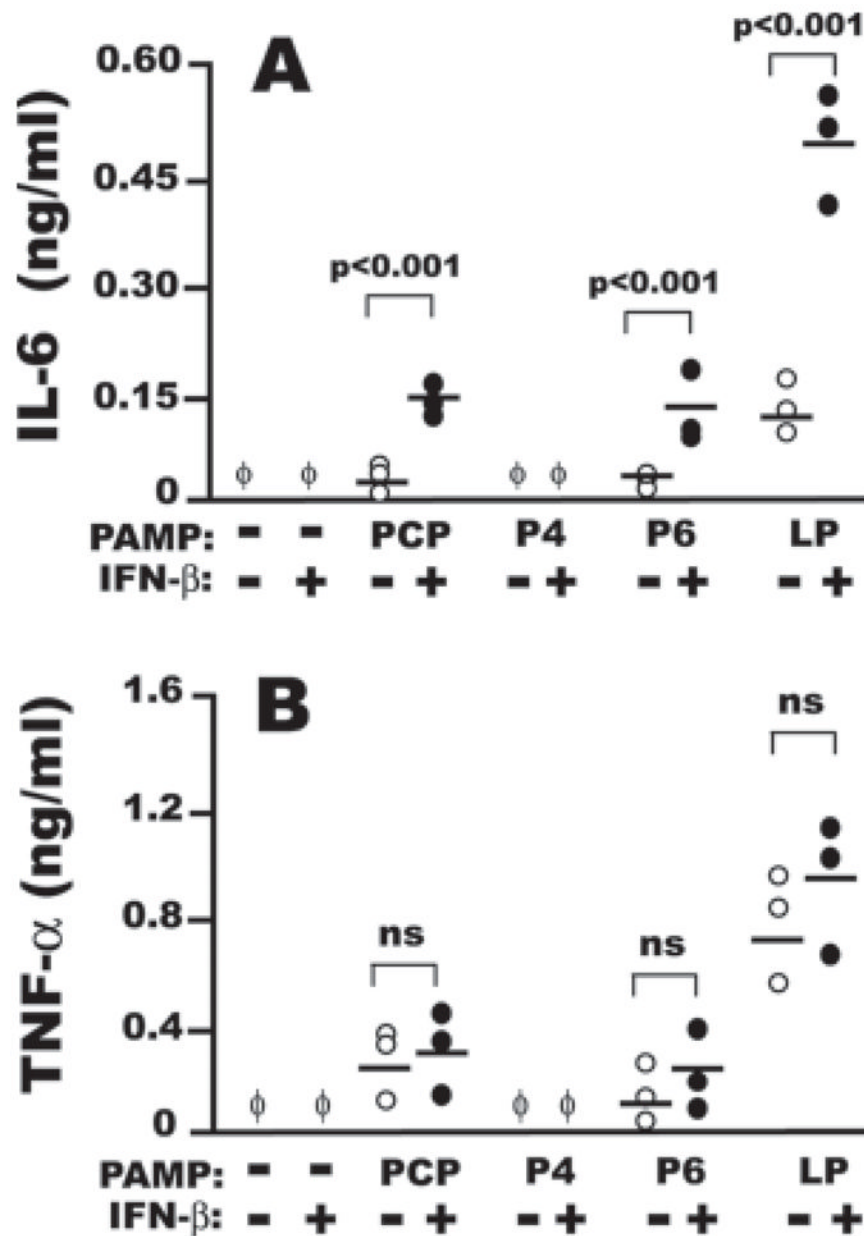 A
p<0.001
0.60
0.45
p<0.001
p<0.001
0.30
0.15
0
IL-6 (ng/ml)
ϕ ϕ ϕ ϕ
PAMP: - - PCP P4 P6 LP
IFN-β: - + - + - + - + - +
B
1.6
ns
1.2
0.8
ns
ns
0.4
0
TNF-α (ng/ml)
ϕ ϕ ϕ ϕ
PAMP: - - PCP P4 P6 LP
IFN-β: - + - + - + - + - +